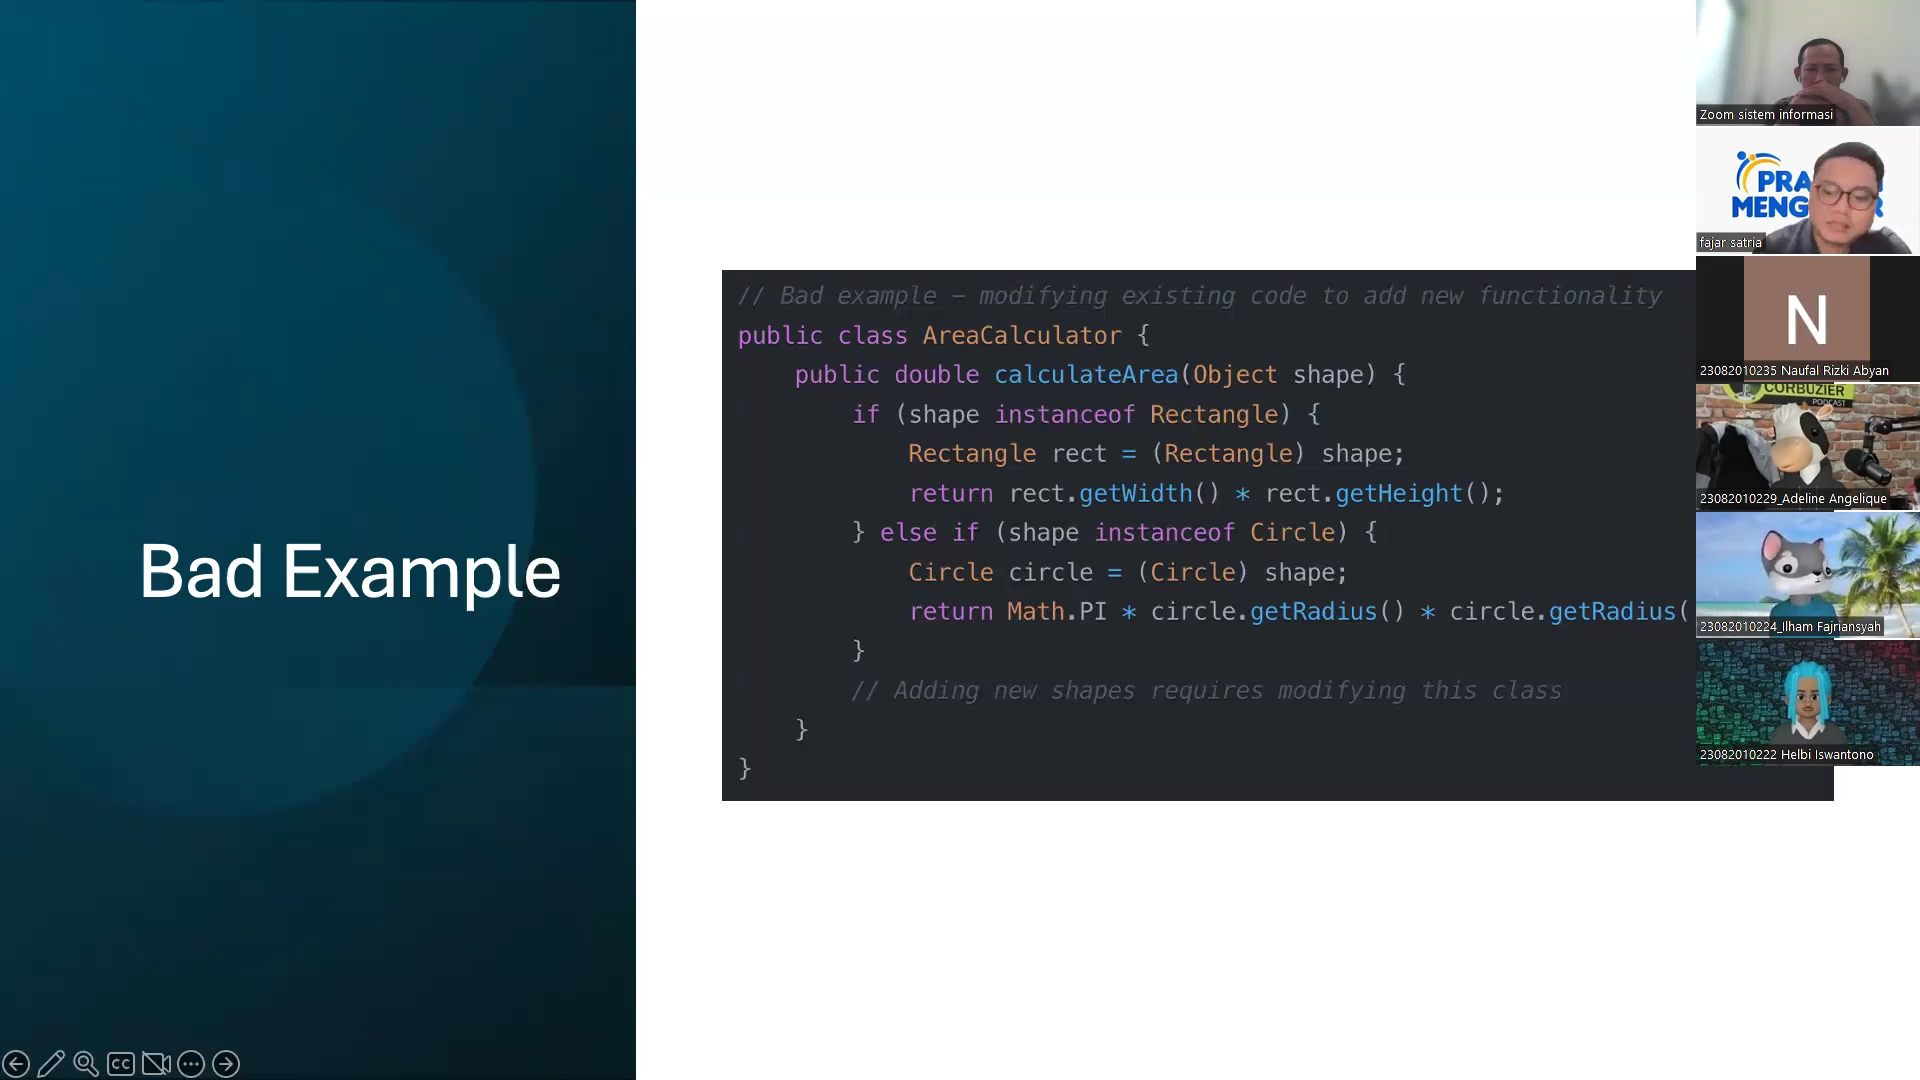 Bad Example
// Bad example – modifying existing code to add new functionality
public class AreaCalculator {
public double calculateArea(Object shape) {
if (shape instanceof Rectangle) {
Rectangle rect = (Rectangle) shape;
return rect.getWidth() * rect.getHeight();
} else if (shape instanceof Circle) {
Circle circle = (Circle) shape;
return Math.PI * circle.getRadius() * circle.getRadius(
}
// Adding new shapes requires modifying this class
}
}
Zoom sistem informasi
fajar satria
N
23082010235 Naufal Rizki Abyan
CORBUZIER
PODCAST
23082010229_Adeline Angelique
23082010224_Ilham Fajriansyah
23082010222 Helbi Iswantono
CC